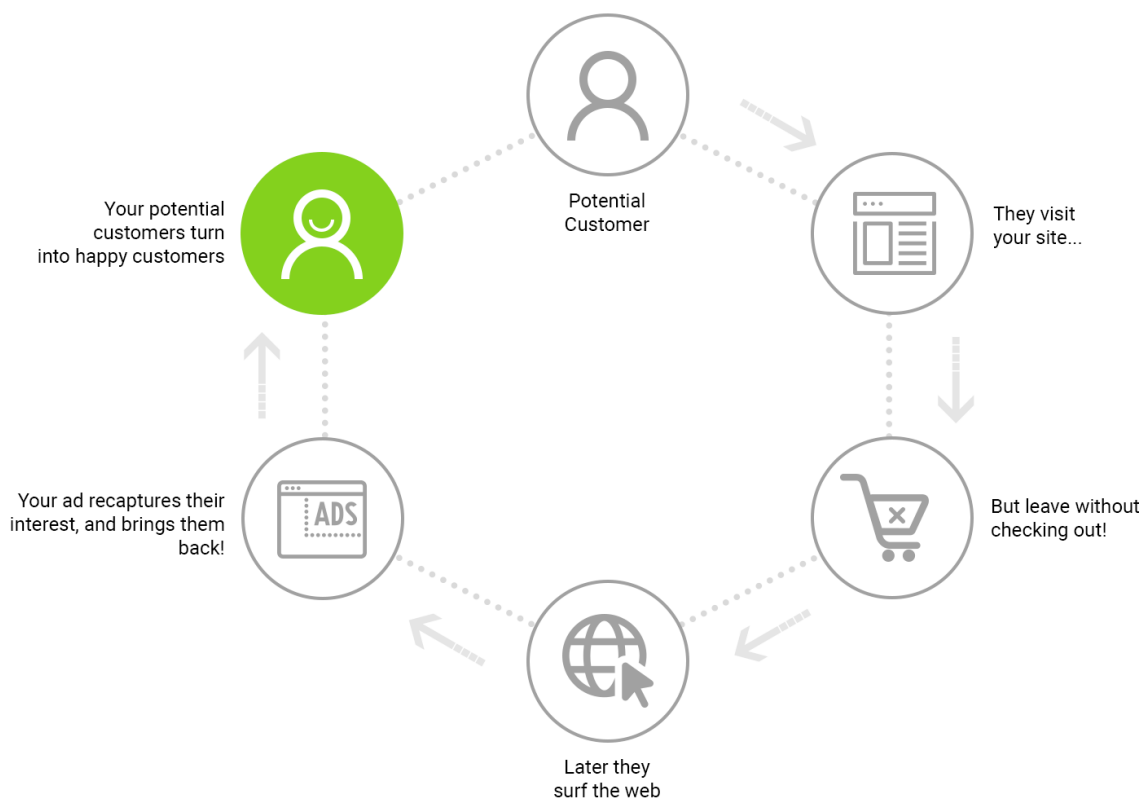 Potential
Customer
They visit
your site...
But leave without
checking out!
Later they
surf the web
ADS
Your ad recaptures their
interest, and brings them
back!
Your potential
customers turn
into happy customers